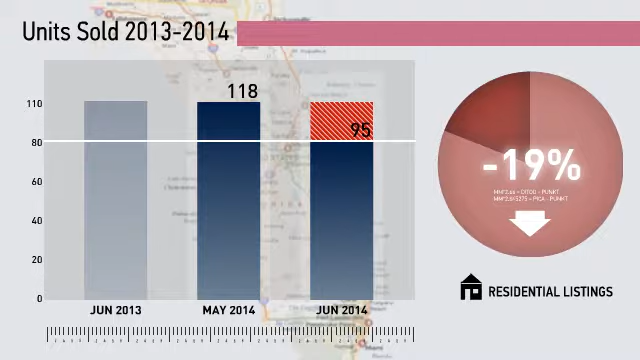 Units Sold 2013-2014
118
110
95
80
60
40
20
0
-19%
JUN 2013
MAY 2014
JUN 2014
RESIDENTIAL LISTINGS